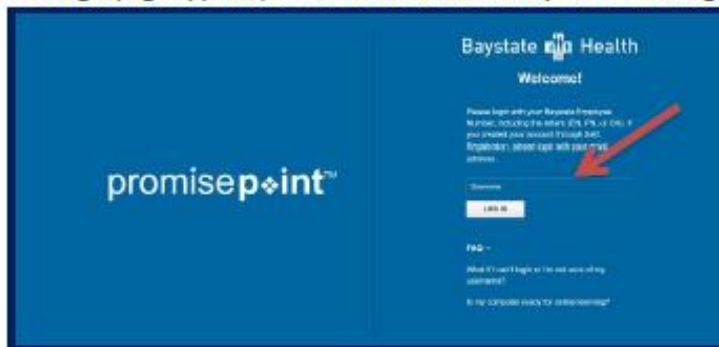 Baystate Health
Welcome!
Please login with your Baystate Employee
Number, including the letters (EN, PN, or ON). If
you created your account through Self
Registration, please login with your email
address.
promisepoint™
Username
LOG IN
FAQ
What if I can't login or I'm not sure of my
username?
Is my computer ready for online learning?